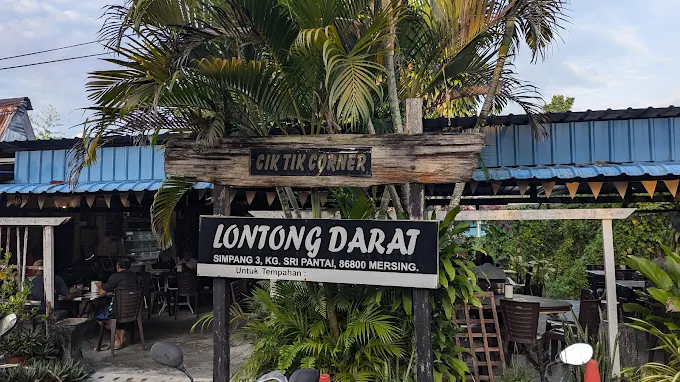 CIK TIK CORNER
LONTONG DARAT
SIMPANG 3, KG. SRI PANTAI, 86800 MERSING.
Untuk Tempahan :